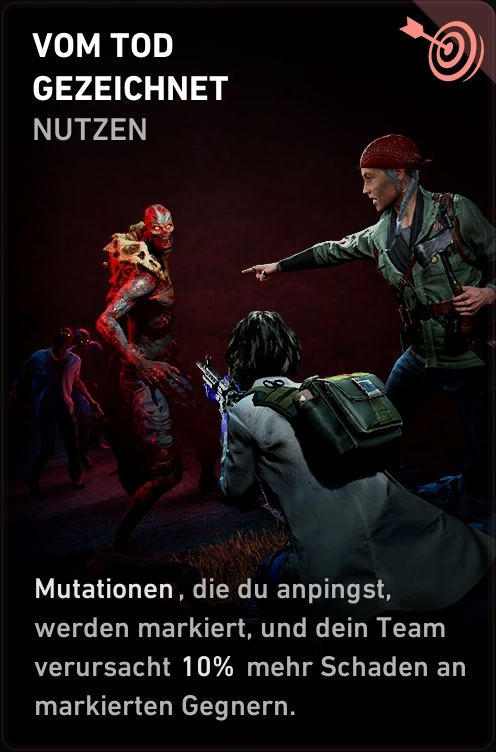 VOM TOD
GEZEICHNET
NUTZEN
Mutationen, die du anpingst,
werden markiert, und dein Team
verursacht 10% mehr Schaden an
markierten Gegnern.